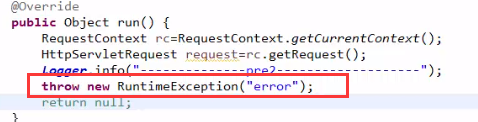 @Override
public Object run() {
RequestContext rc=RequestContext.getCurrentContext();
HttpServletRequest request=rc.getRequest();
Logger.info("--------------pre2--------------------");
throw new RuntimeException("error");
return null;
}